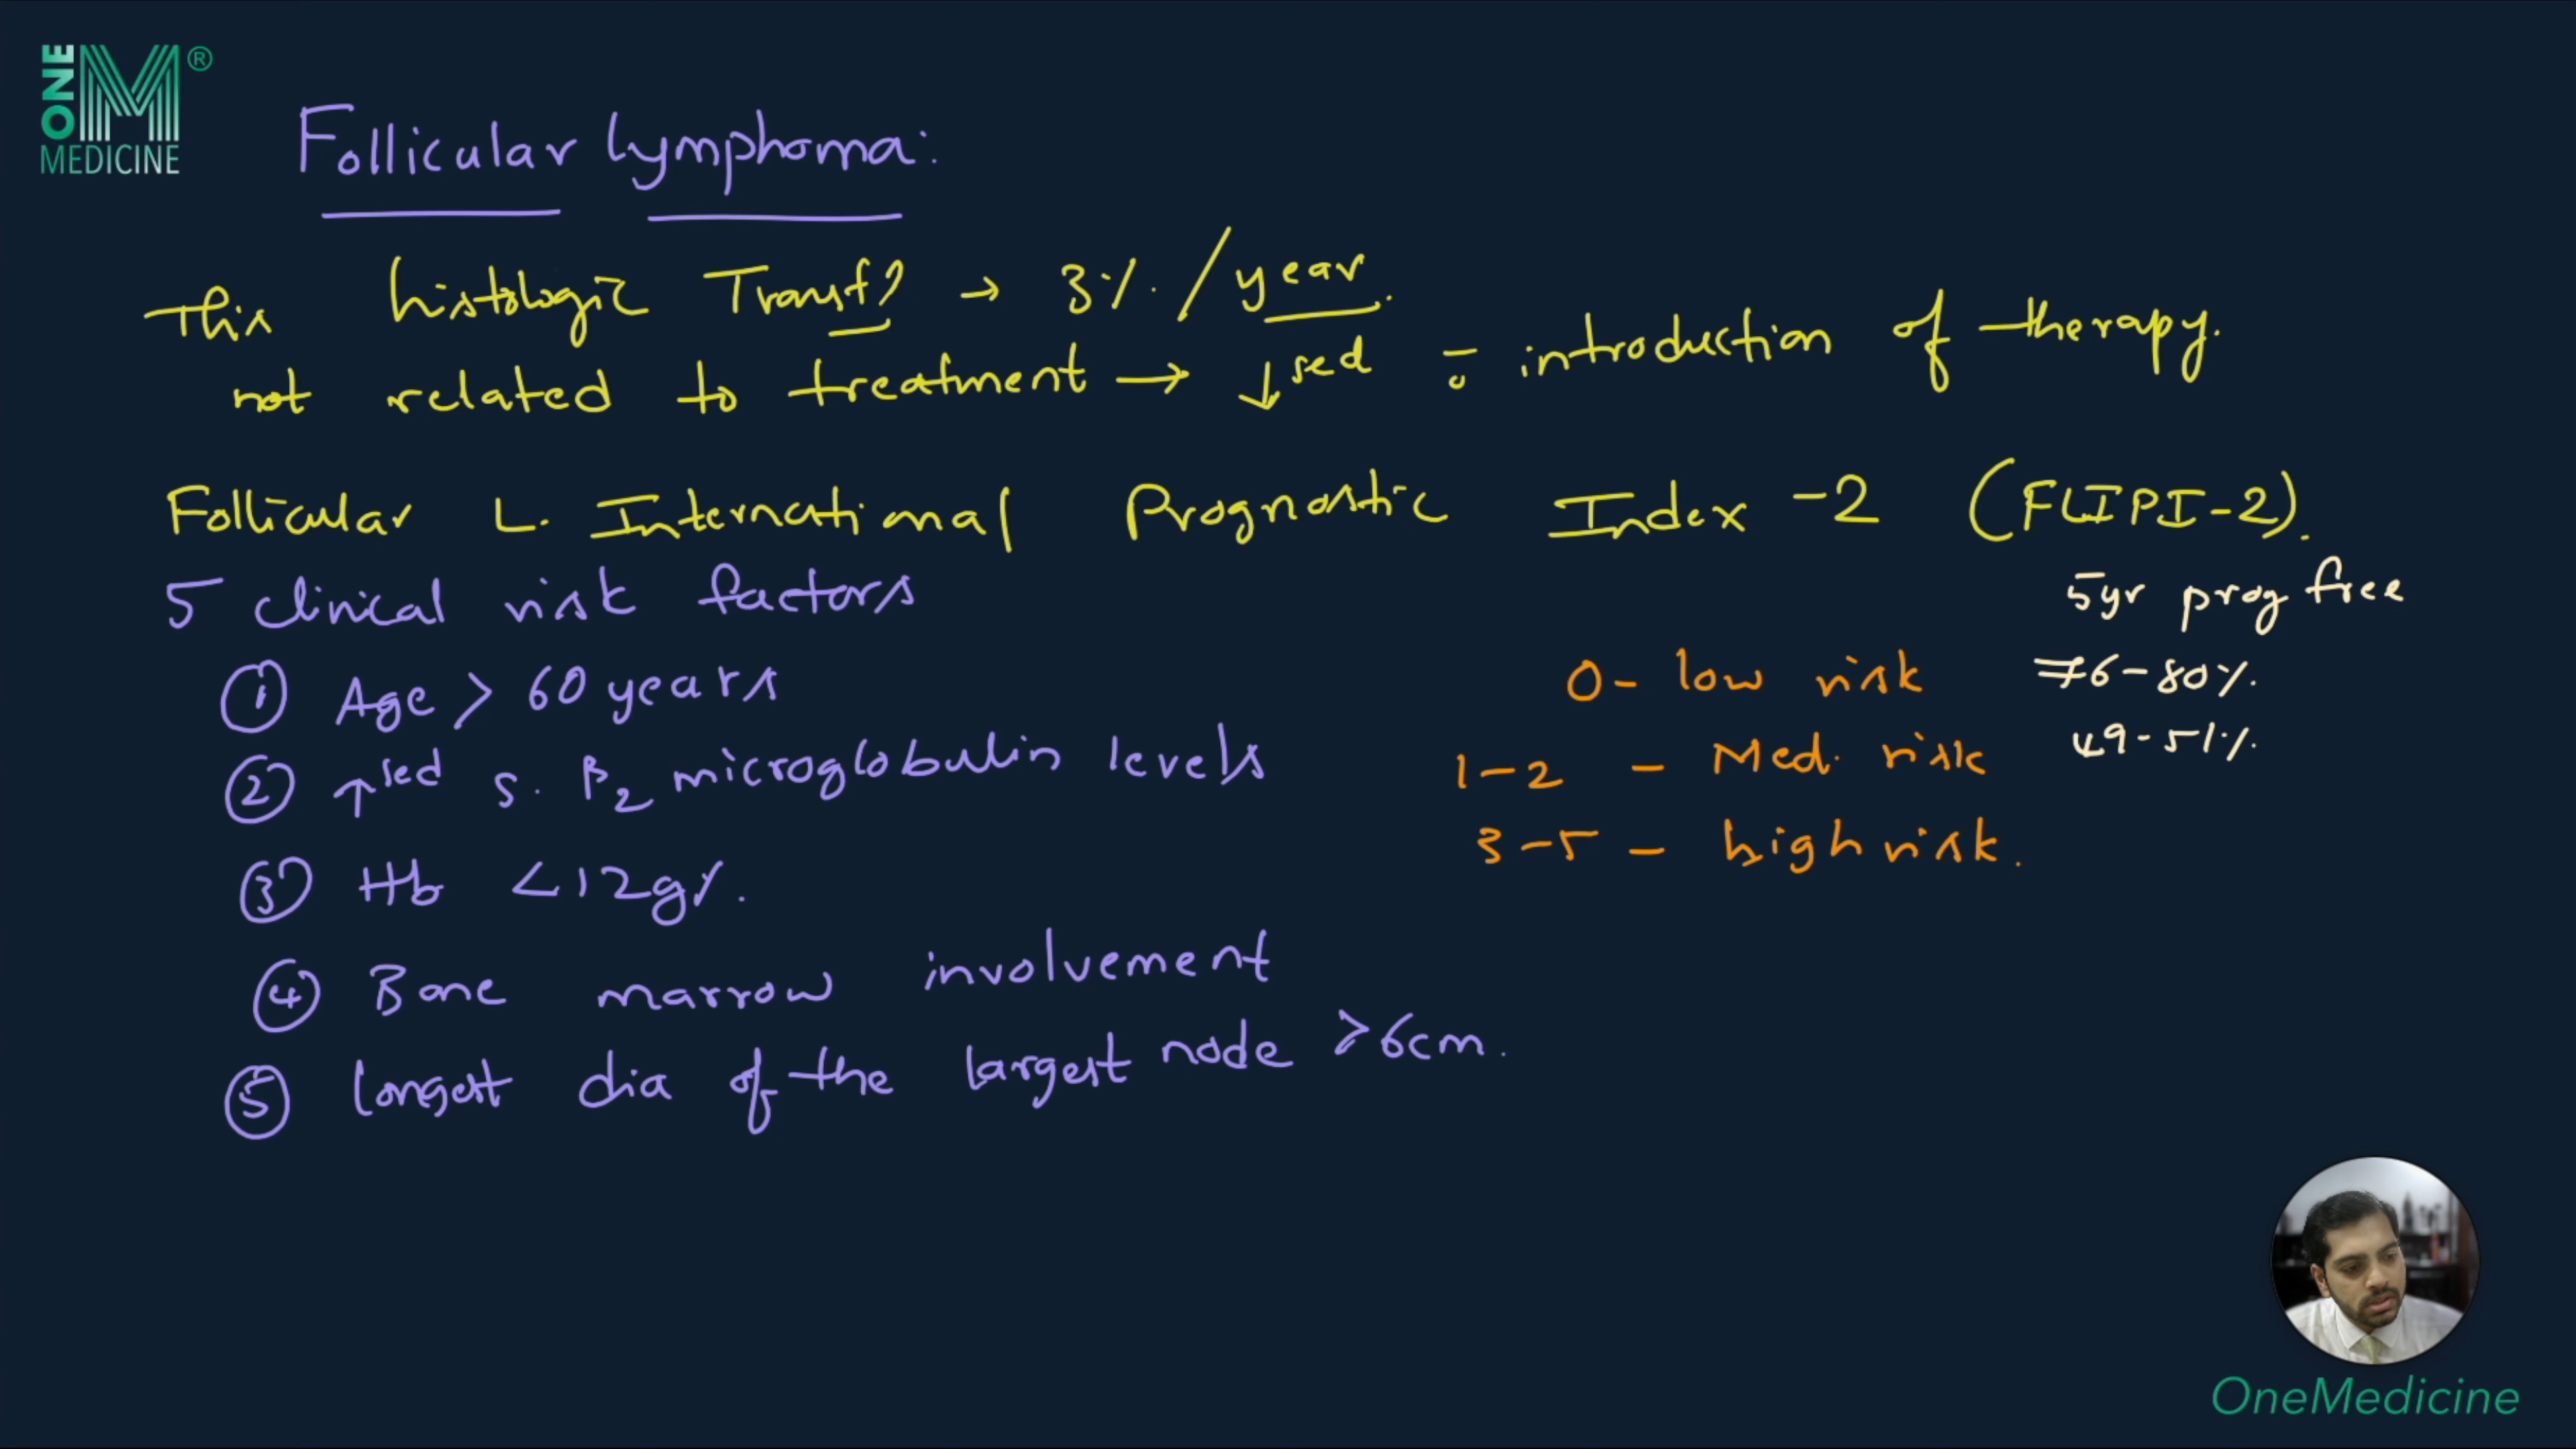 ONE MEDICINE ®
Follicular Lymphoma:
This histologic Transfn → 3% / year.
not related to treatment → ↓sed c̄ introduction of therapy.
Follicular L. International Prognostic Index -2 (FLIPI-2).
5 clinical risk factors
5yr prog free
① Age > 60 years
0 - low risk 76-80%.
② ↑sed s. β2 microglobulin levels
1-2 - Med. risk 49-51%.
③ Hb <12g%.
3-5 - high risk.
④ Bone marrow involvement
⑤ longest dia of the largest node >6cm.
OneMedicine